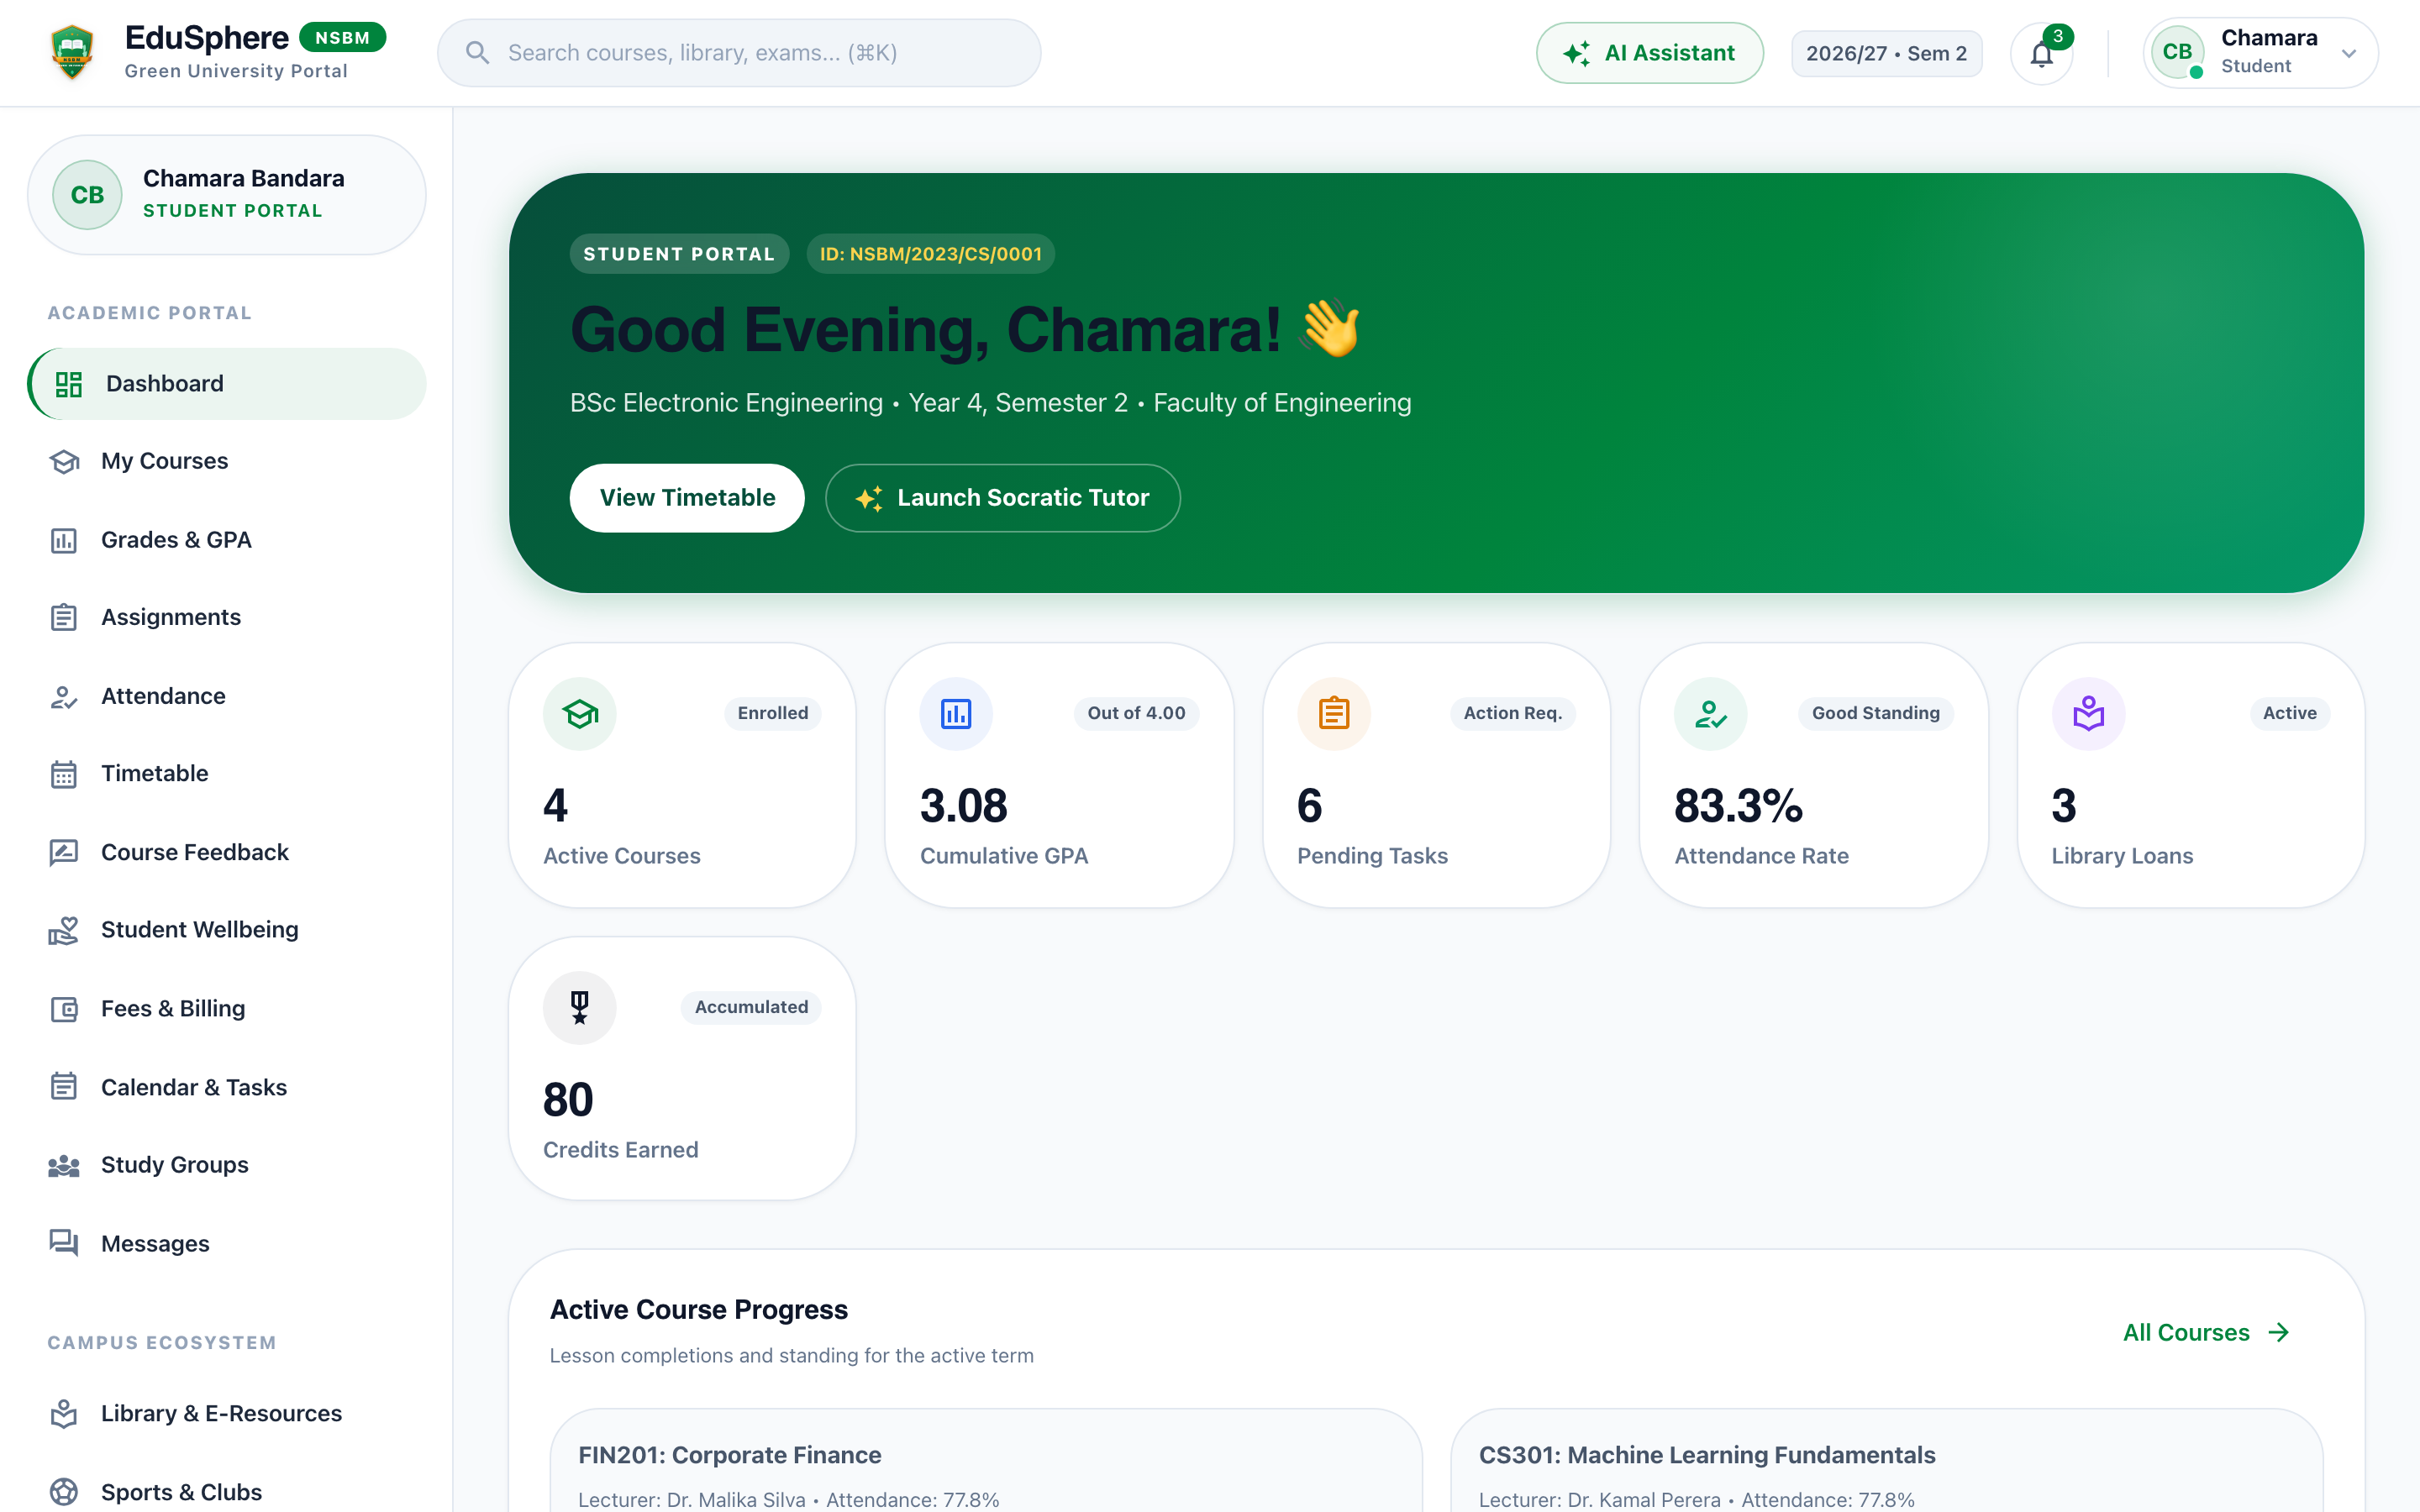 EduSphere NSBM
Green University Portal
Search courses, library, exams... (⌘K)
AI Assistant
2026/27 • Sem 2
3
CB
Chamara
Student
CB
Chamara Bandara
STUDENT PORTAL
ACADEMIC PORTAL
Dashboard
My Courses
Grades & GPA
Assignments
Attendance
Timetable
Course Feedback
Student Wellbeing
Fees & Billing
Calendar & Tasks
Study Groups
Messages
CAMPUS ECOSYSTEM
Library & E-Resources
Sports & Clubs
STUDENT PORTAL ID: NSBM/2023/CS/0001
Good Evening, Chamara! 👋
BSc Electronic Engineering • Year 4, Semester 2 • Faculty of Engineering
View Timetable Launch Socratic Tutor
Enrolled
4
Active Courses
Out of 4.00
3.08
Cumulative GPA
Action Req.
6
Pending Tasks
Good Standing
83.3%
Attendance Rate
Active
3
Library Loans
Accumulated
80
Credits Earned
Active Course Progress
Lesson completions and standing for the active term
All Courses
FIN201: Corporate Finance
Lecturer: Dr. Malika Silva • Attendance: 77.8%
CS301: Machine Learning Fundamentals
Lecturer: Dr. Kamal Perera • Attendance: 77.8%